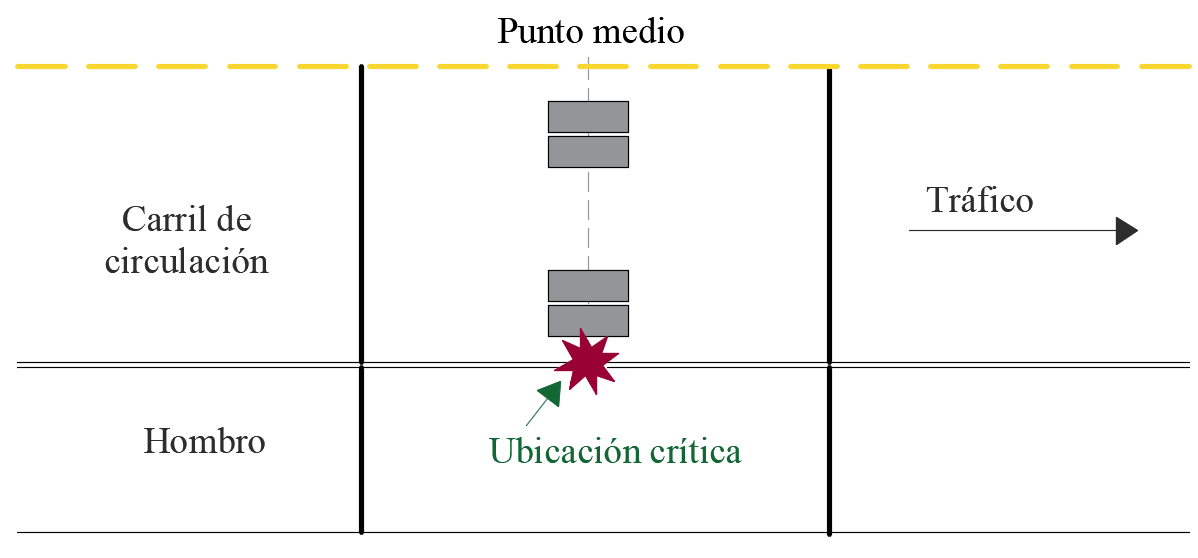 Punto medio
Tráfico
Carril de
circulación
Hombro
Ubicación crítica